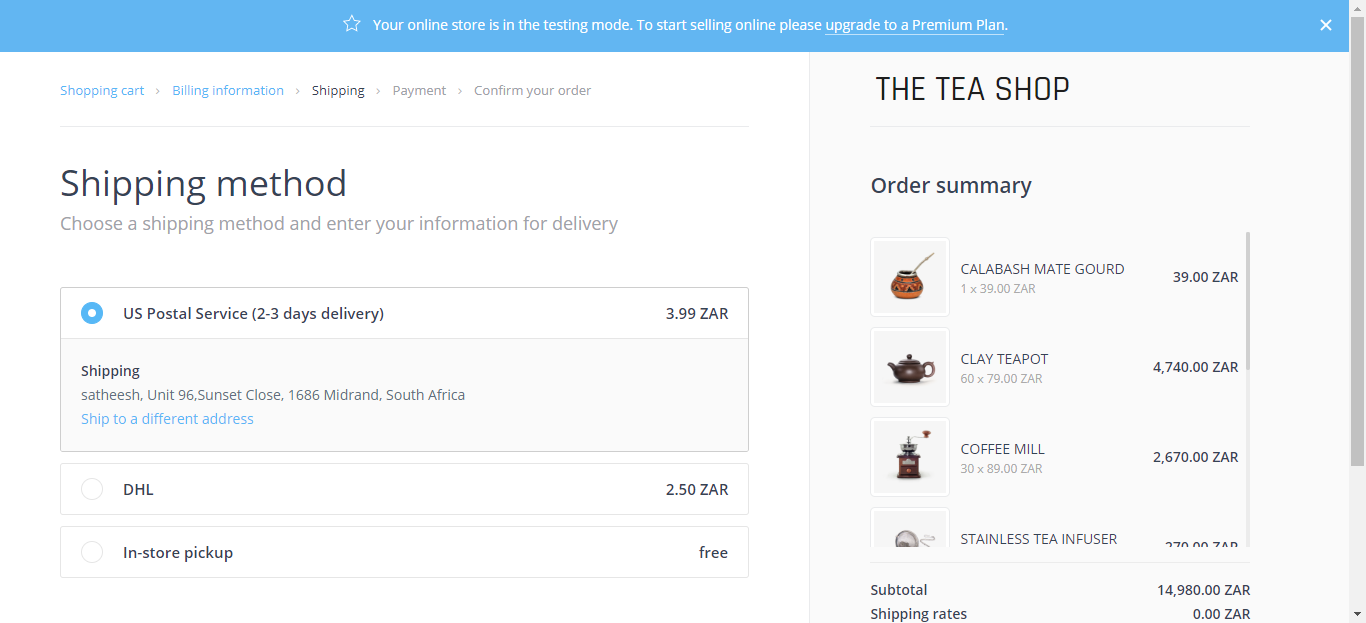 Your online store is in the testing mode. To start selling online please upgrade to a Premium Plan.
Shopping cart › Billing information › Shipping › Payment › Confirm your order
Shipping method
Choose a shipping method and enter your information for delivery
US Postal Service (2-3 days delivery) 3.99 ZAR
Shipping
satheesh, Unit 96,Sunset Close, 1686 Midrand, South Africa
Ship to a different address
DHL 2.50 ZAR
In-store pickup free
THE TEA SHOP
Order summary
CALABASH MATE GOURD 39.00 ZAR
1 x 39.00 ZAR
CLAY TEAPOT 4,740.00 ZAR
60 x 79.00 ZAR
COFFEE MILL 2,670.00 ZAR
30 x 89.00 ZAR
STAINLESS TEA INFUSER 270.00 ZAR
Subtotal 14,980.00 ZAR
Shipping rates 0.00 ZAR